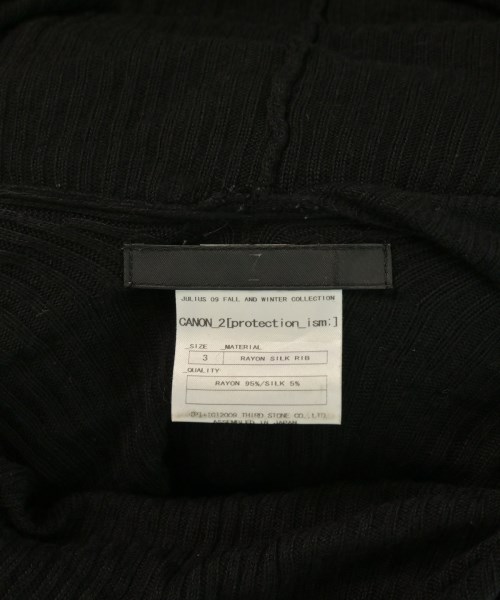 JULIUS 09 FALL AND WINTER COLLECTION
CANON_2[protection_ism:]
_SIZE _MATERIAL
3 RAYON SILK RIB
_QUALITY
RAYON 95%/SILK 5%
THIRD STONE CO.,LTD
ASSEMBLED IN JAPAN